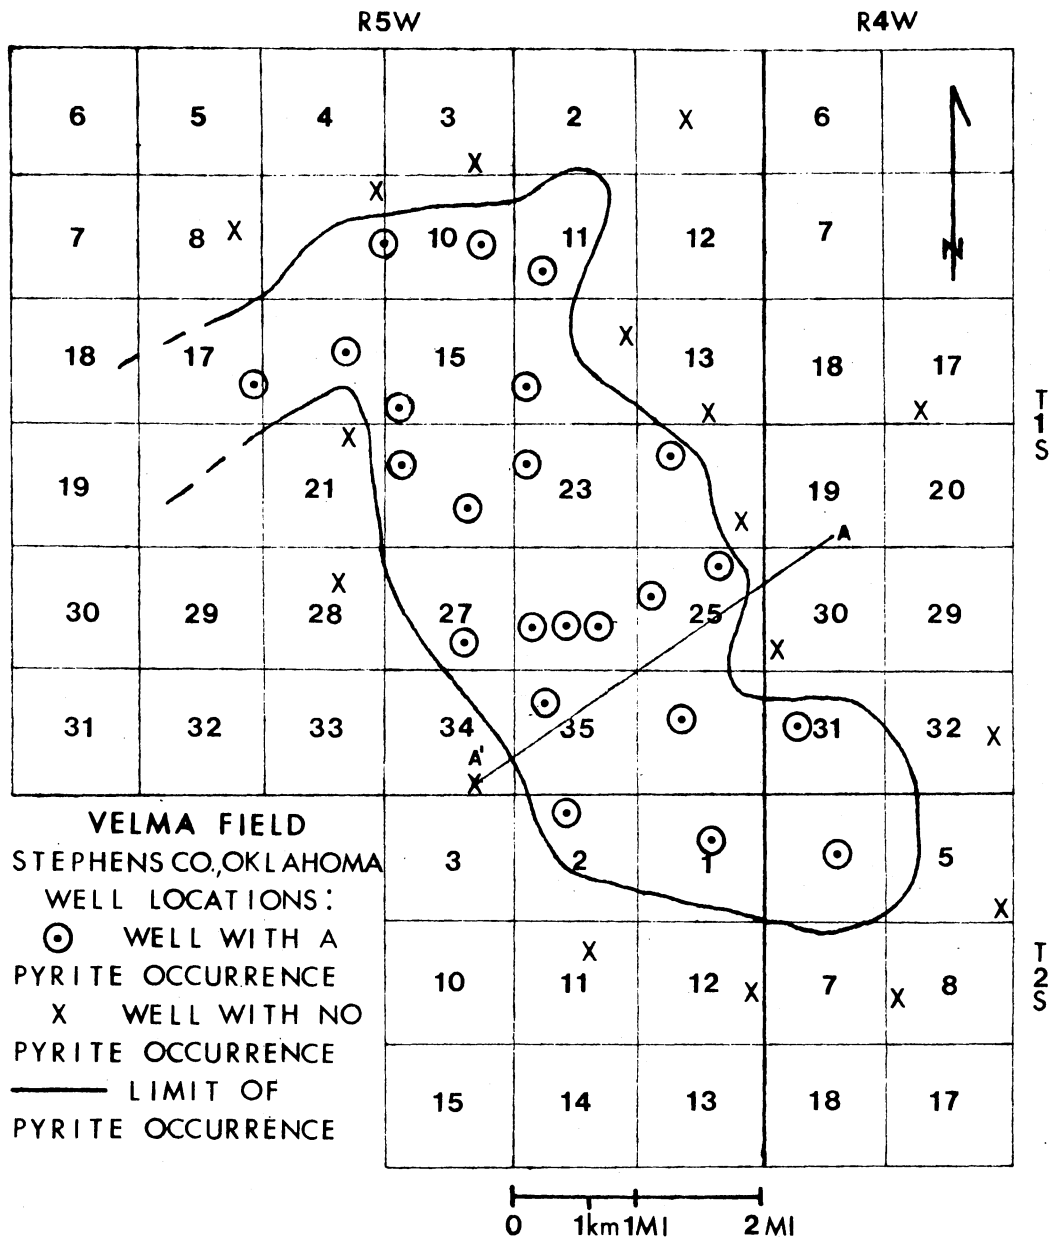 R5W R4W
6 5 4 3 2 X 6
X
X
7 8 X 10 11 12 7
N
X
18 17 15 13 18 17
X X
T
1
S
X
19 21 23 19 20
X
A
X
30 29 28 27 25 30 29
X
31 32 33 34 35 31 32 X
A'
X
VELMA FIELD
STEPHENS CO., OKLAHOMA 3 2 1 5
WELL LOCATIONS:
X
WELL WITH A
X
PYRITE OCCURRENCE 10 11 12 X 7 X 8
T
2
S
X WELL WITH NO
PYRITE OCCURRENCE
LIMIT OF 15 14 13 18 17
PYRITE OCCURRENCE
0 1km 1MI 2 MI